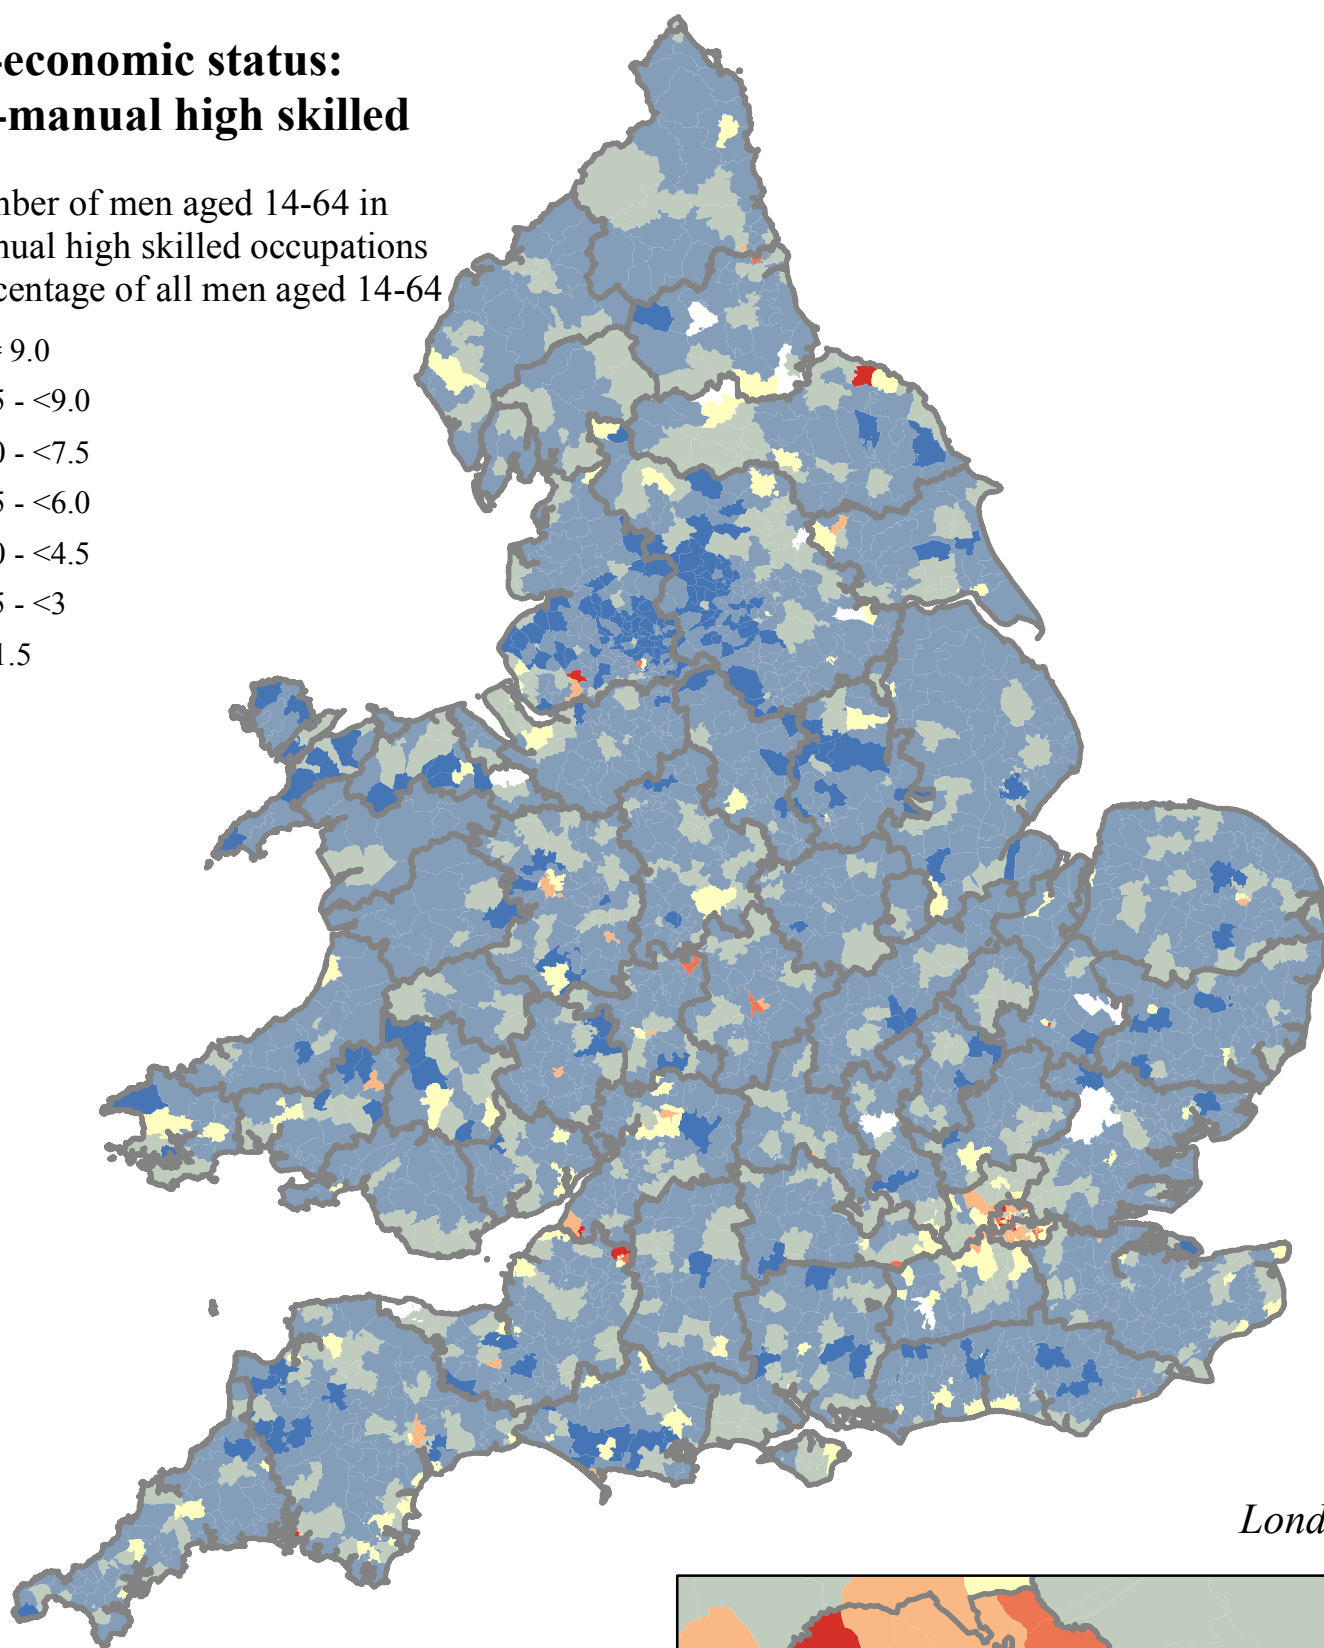 -economic status:
-manual high skilled
nber of men aged 14-64 in
nual high skilled occupations
centage of all men aged 14-64
= 9.0
5 - <9.0
0 - <7.5
5 - <6.0
0 - <4.5
5 - <3
1.5
Lond